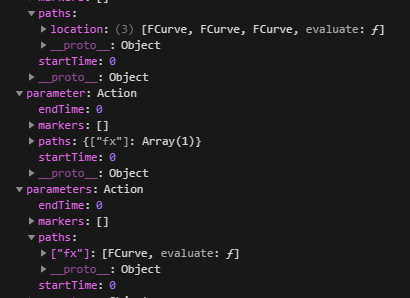 ▶ markers: []
▼ paths:
▶ location: (3) [FCurve, FCurve, FCurve, evaluate: ƒ]
▶ __proto__: Object
startTime: 0
▶ __proto__: Object
▼ parameter: Action
endTime: 0
▶ markers: []
▶ paths: {["fx"]: Array(1)}
startTime: 0
▶ __proto__: Object
▼ parameters: Action
endTime: 0
▶ markers: []
▼ paths:
▶ ["fx"]: [FCurve, evaluate: ƒ]
▶ __proto__: Object
startTime: 0
▶ __proto__: Object